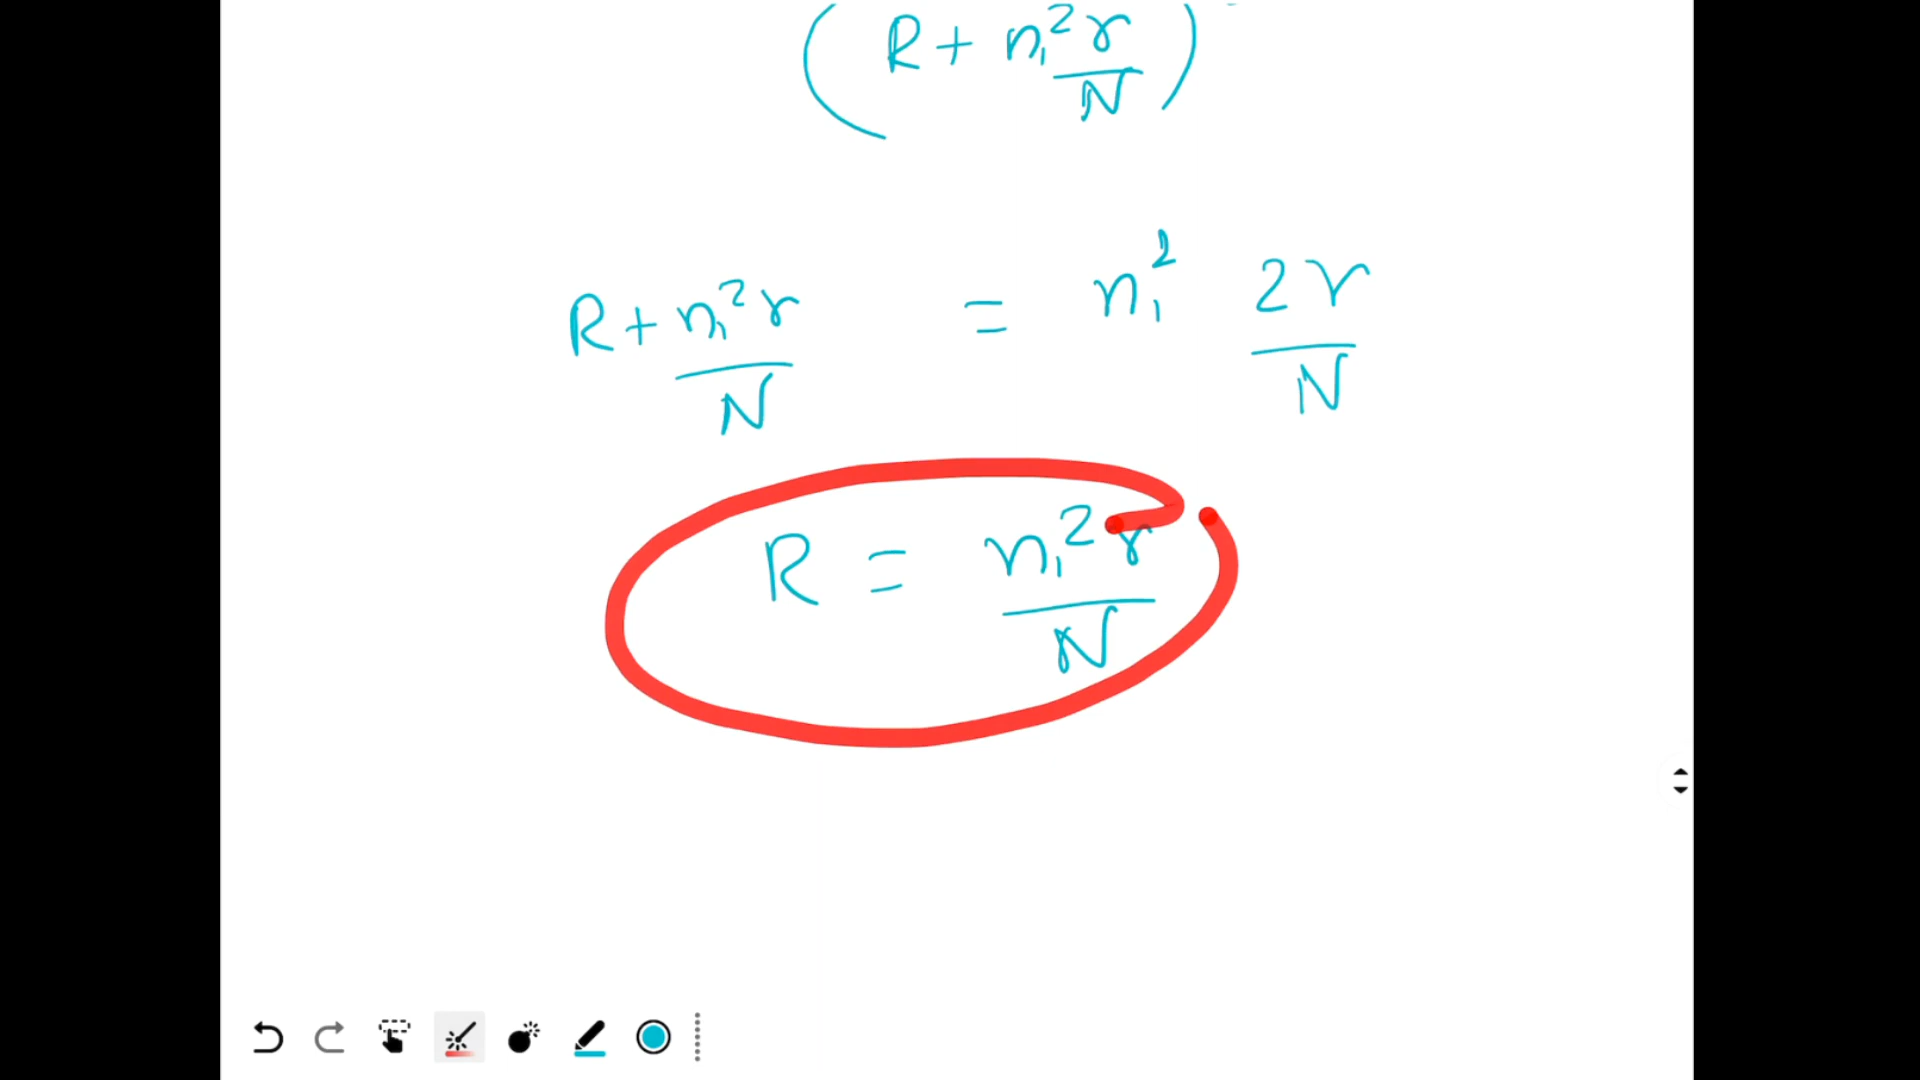 (R + n₁²r/N)
R + n₁²r/N = n₁² 2r/N
R = n₁²r/N